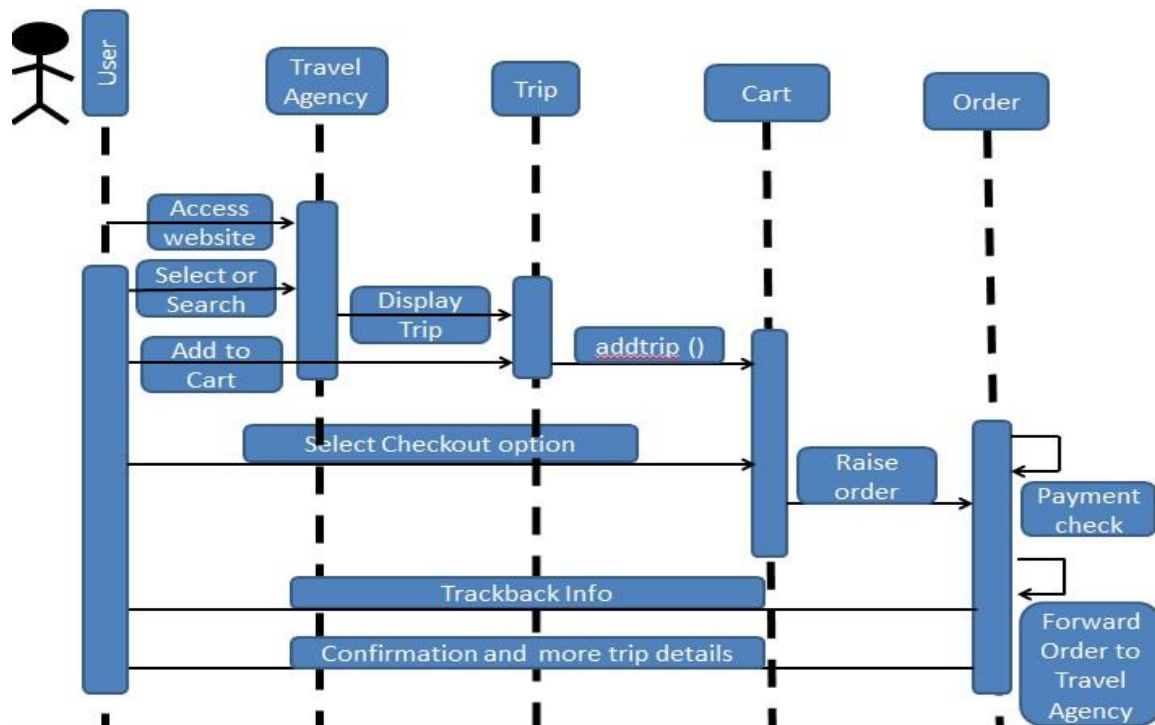 User
Travel
Agency
Trip
Cart
Order
Access
website
Select or
Search
Display
Trip
Add to
Cart
addtrip ()
Select Checkout option
Raise
order
Payment
check
Trackback Info
Forward
Order to
Travel
Agency
Confirmation and more trip details